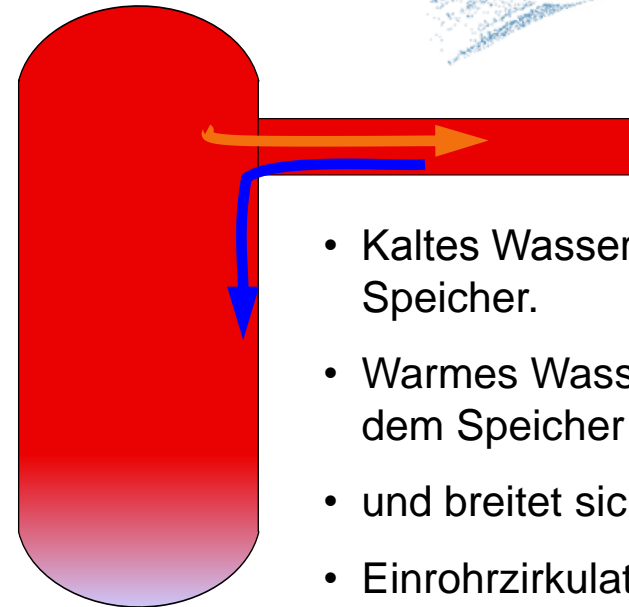 • Kaltes Wasser
Speicher.
• Warmes Wass
dem Speicher
• und breitet sic
• Einrohrzirkulat